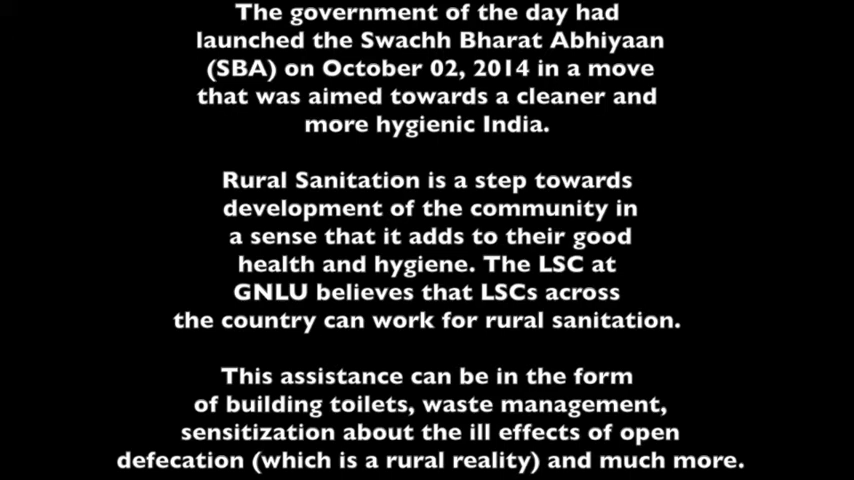 The government of the day had
launched the Swachh Bharat Abhiyaan
(SBA) on October 02, 2014 in a move
that was aimed towards a cleaner and
more hygienic India.
Rural Sanitation is a step towards
development of the community in
a sense that it adds to their good
health and hygiene. The LSC at
GNLU believes that LSCs across
the country can work for rural sanitation.
This assistance can be in the form
of building toilets, waste management,
sensitization about the ill effects of open
defecation (which is a rural reality) and much more.